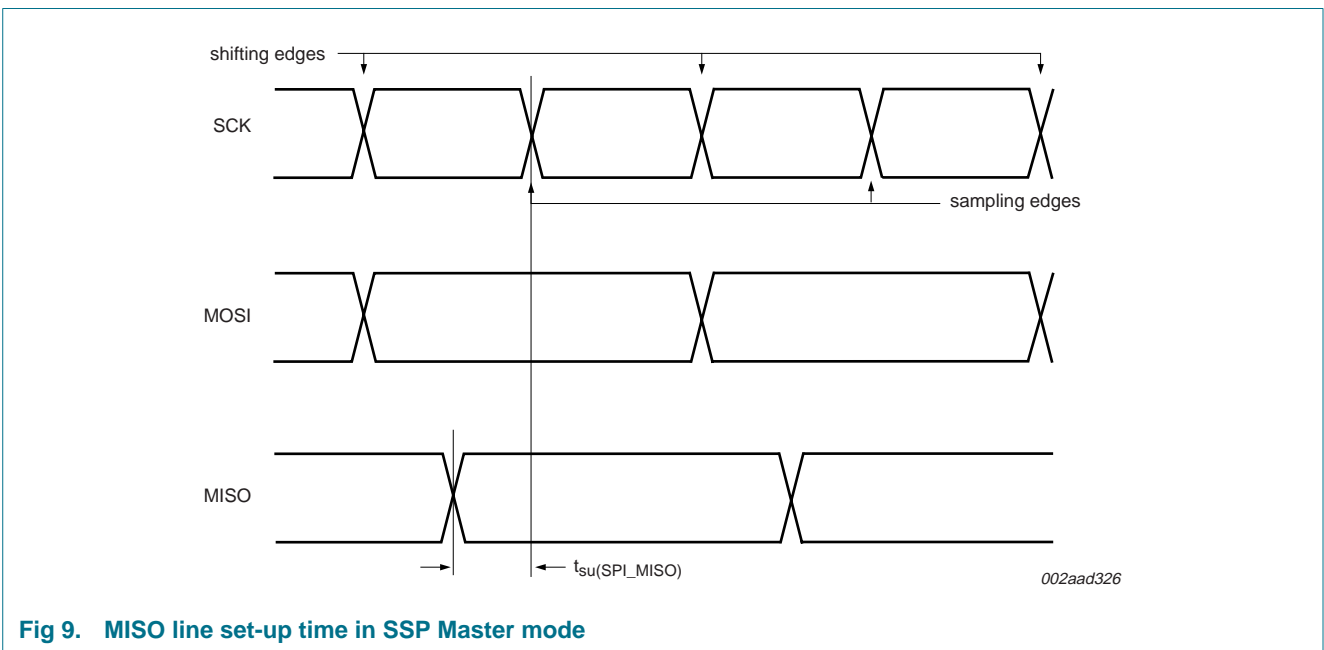 shifting edges
SCK
sampling edges
MOSI
MISO
tsu(SPI_MISO)
002aad326
Fig 9. MISO line set-up time in SSP Master mode